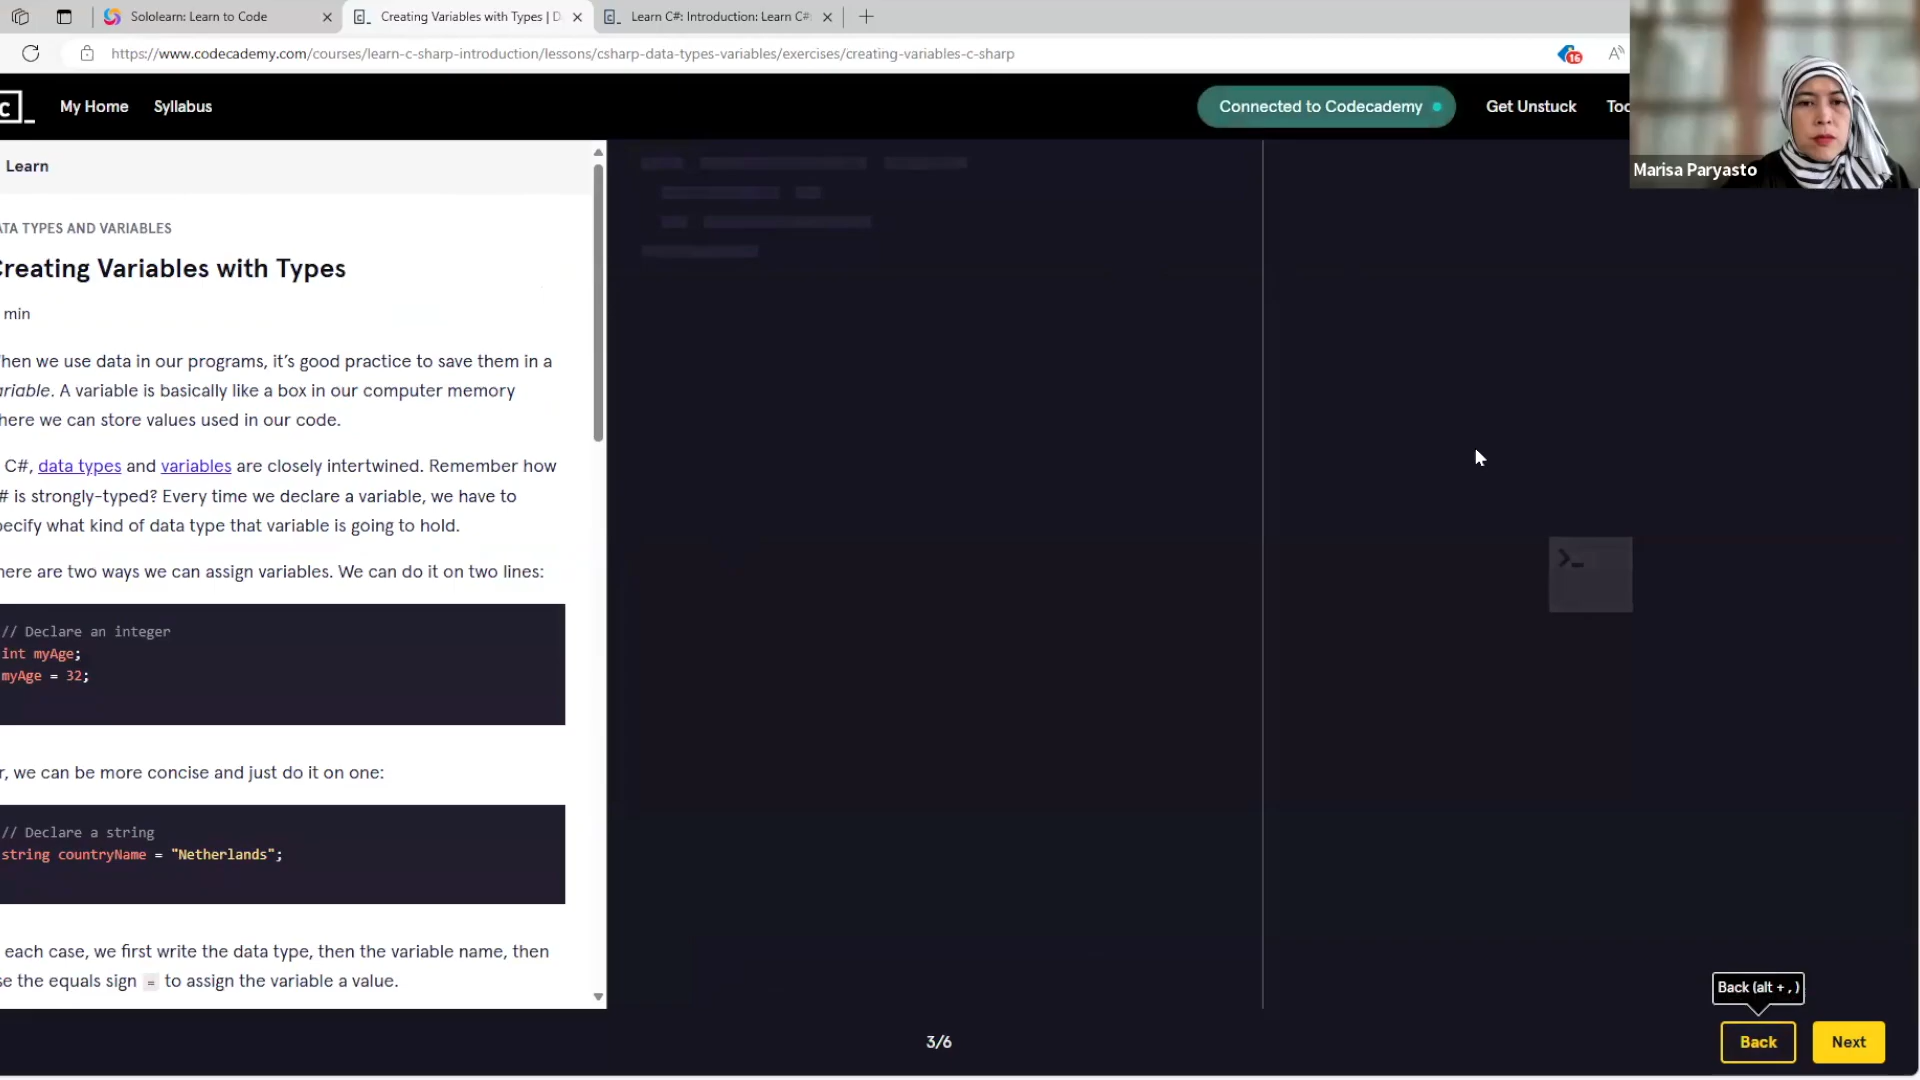 Sololearn: Learn to Code
Creating Variables with Types | D
Learn C#: Introduction: Learn C#
https://www.codecademy.com/courses/learn-c-sharp-introduction/lessons/csharp-data-types-variables/exercises/creating-variables-c-sharp
16
A
c_
My Home
Syllabus
Connected to Codecademy
Get Unstuck
Too
Marisa Paryasto
Learn
ATA TYPES AND VARIABLES
Creating Variables with Types
min
hen we use data in our programs, it’s good practice to save them in a
ariable. A variable is basically like a box in our computer memory
here we can store values used in our code.
C#, data types and variables are closely intertwined. Remember how
# is strongly-typed? Every time we declare a variable, we have to
pecify what kind of data type that variable is going to hold.
here are two ways we can assign variables. We can do it on two lines:
// Declare an integer
int myAge;
myAge = 32;
r, we can be more concise and just do it on one:
// Declare a string
string countryName = "Netherlands";
each case, we first write the data type, then the variable name, then
se the equals sign = to assign the variable a value.
>_
Back (alt + ,)
3/6
Back
Next